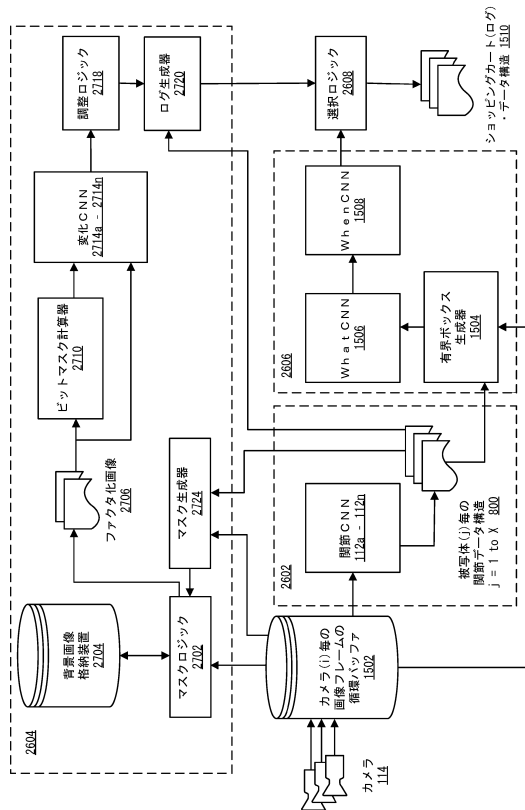 2604
背景画像
格納装置
2704
マスクロジック
2702
ファクタ化画像
2706
マスク生成器
2724
ビットマスク計算器
2710
変化CNN
2714a - 2714n
調整ロジック
2718
ログ生成器
2720
カメラ
114
カメラ(i)毎の
画像フレームの
循環バッファ
1502
2602
関節CNN
112a - 112n
被写体(j)毎の
関節データ構造
j = 1 to X 800
2606
有界ボックス
生成器
1504
WhatCNN
1506
WhenCNN
1508
選択ロジック
2608
ショッピングカート(ログ)
・データ構造 1510